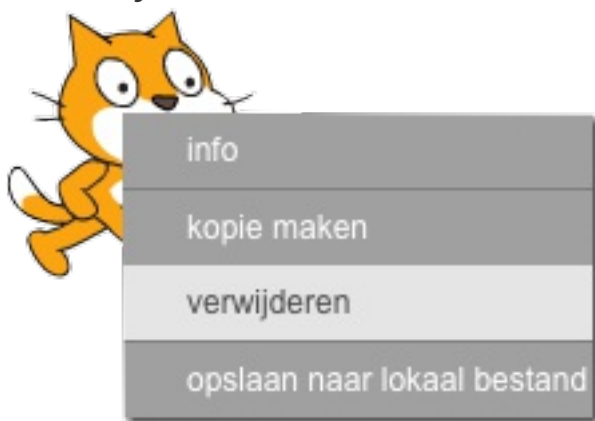 info
kopie maken
verwijderen
opslaan naar lokaal bestand